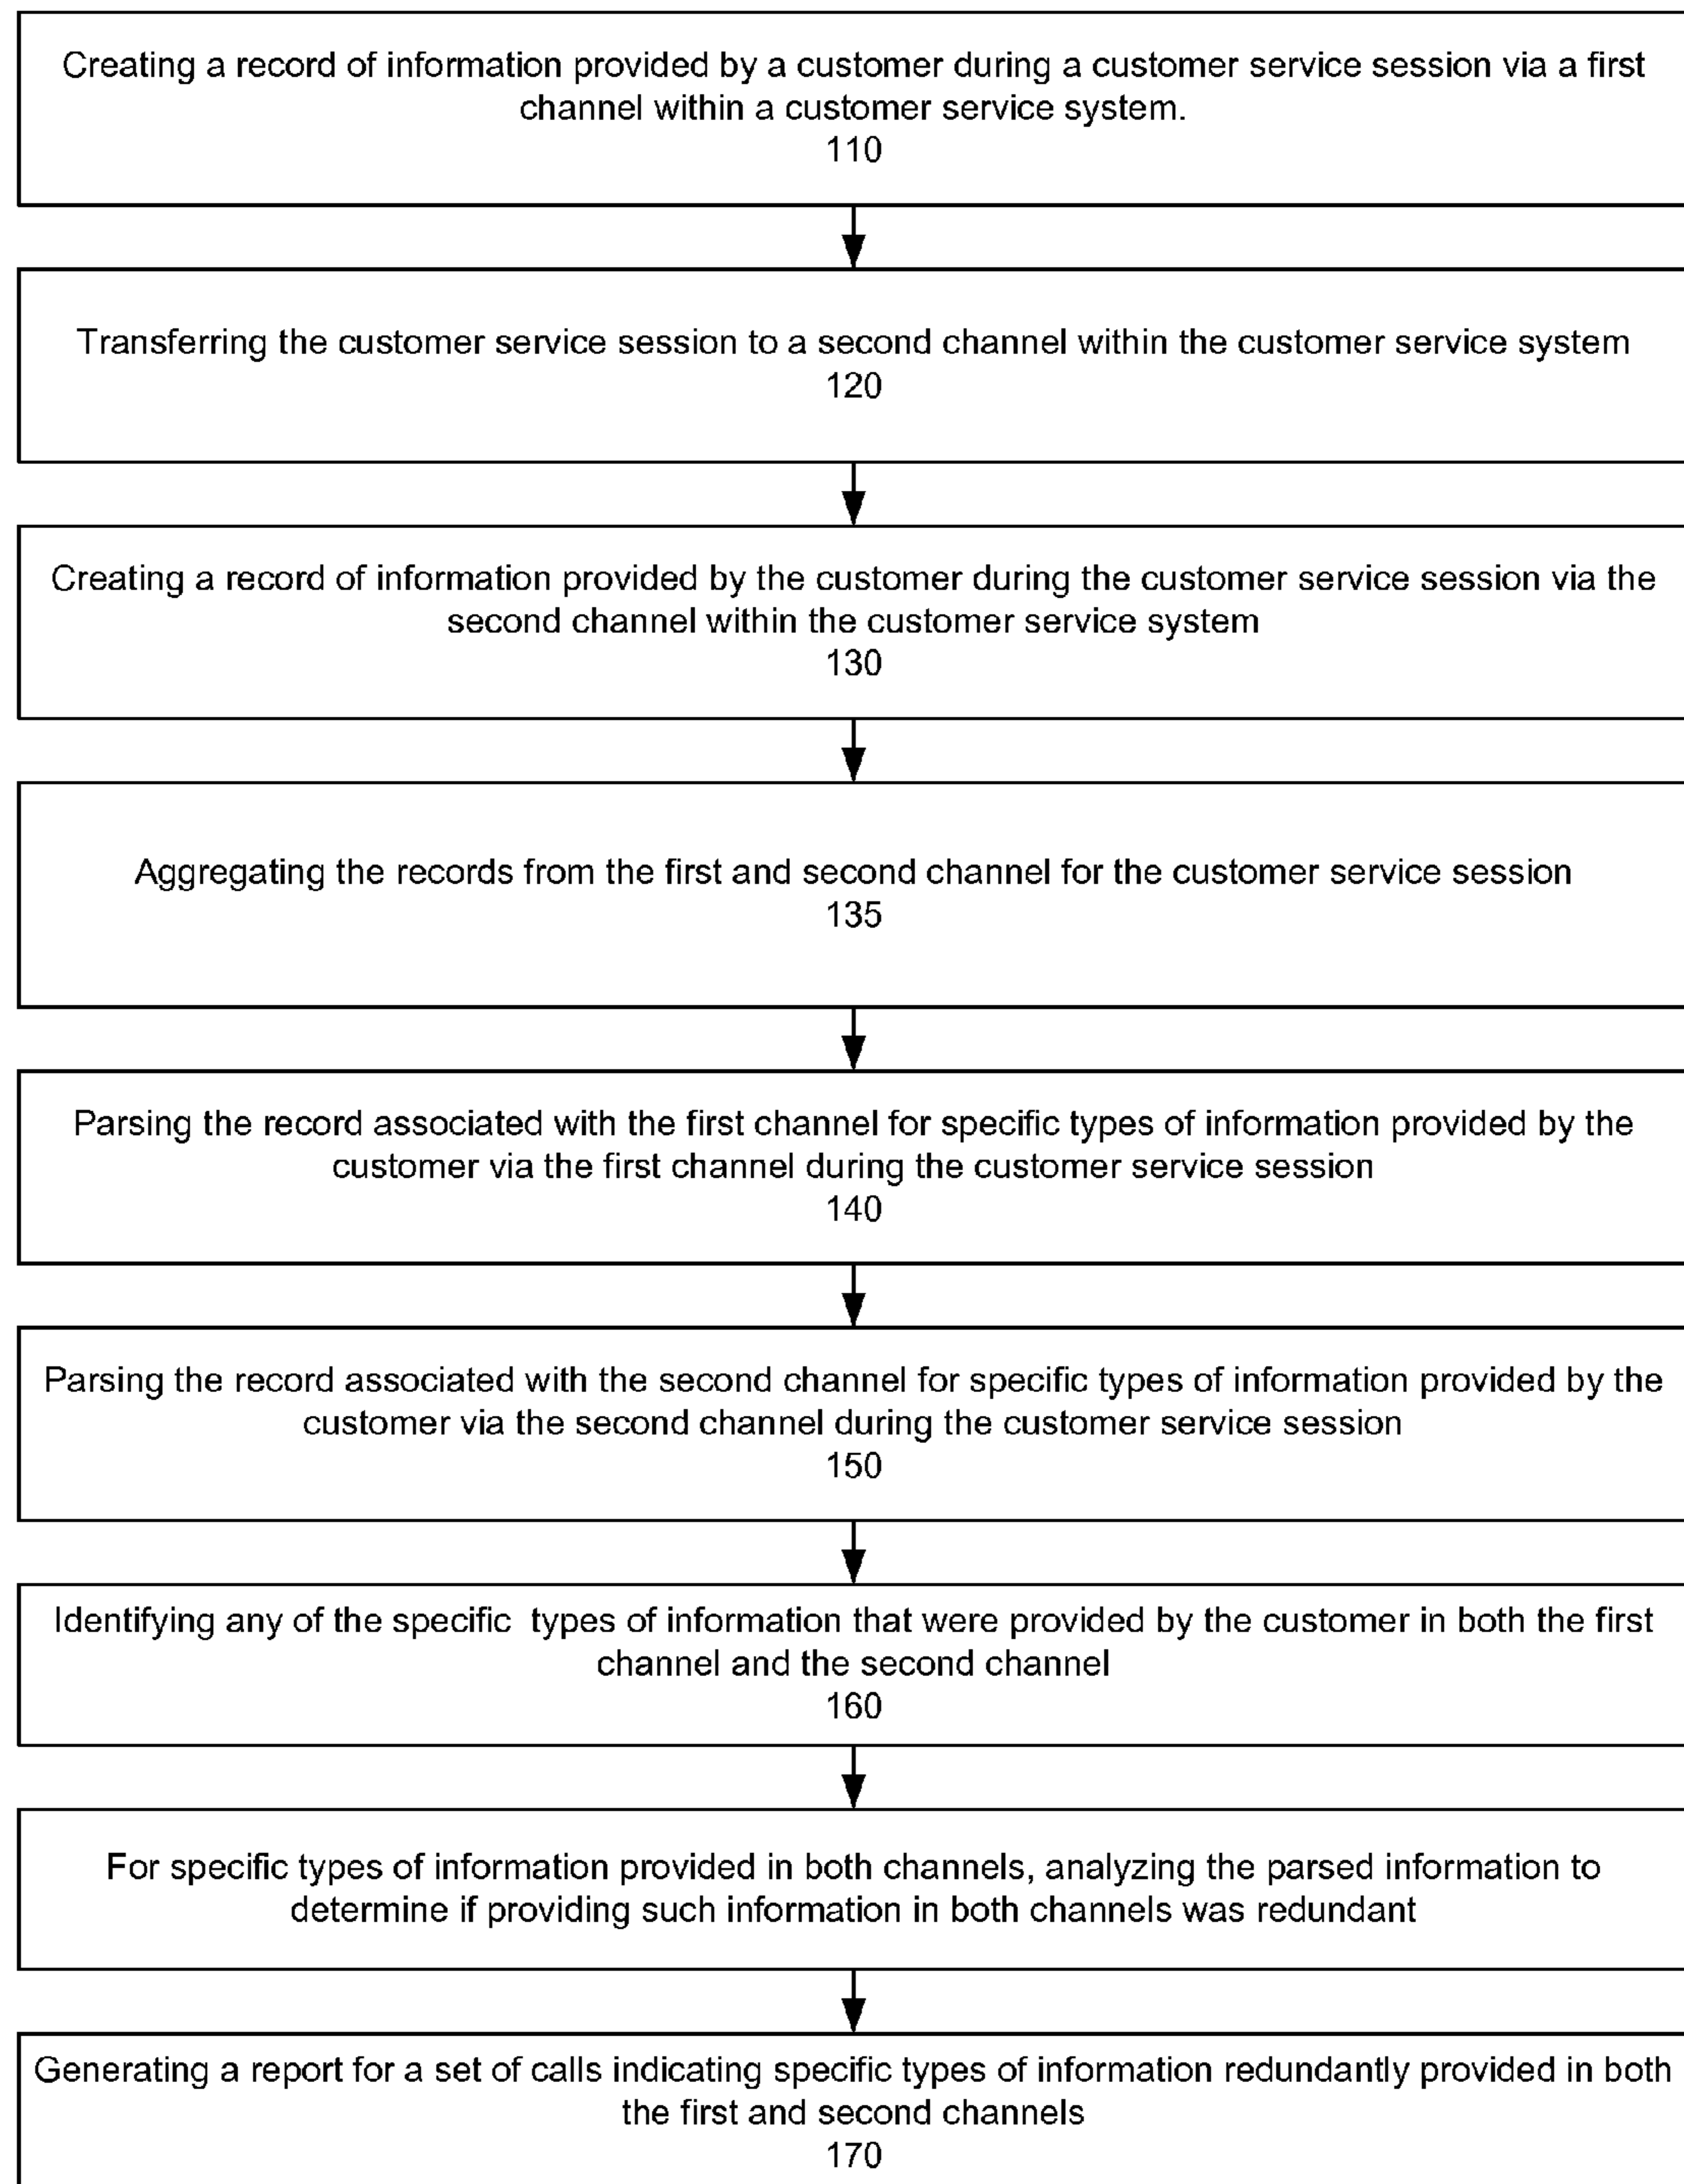 Creating a record of information provided by a customer during a customer service session via a first
channel within a customer service system.
110
Transferring the customer service session to a second channel within the customer service system
120
Creating a record of information provided by the customer during the customer service session via the
second channel within the customer service system
130
Aggregating the records from the first and second channel for the customer service session
135
Parsing the record associated with the first channel for specific types of information provided by the
customer via the first channel during the customer service session
140
Parsing the record associated with the second channel for specific types of information provided by the
customer via the second channel during the customer service session
150
Identifying any of the specific  types of information that were provided by the customer in both the first
channel and the second channel
160
For specific types of information provided in both channels, analyzing the parsed information to
determine if providing such information in both channels was redundant
Generating a report for a set of calls indicating specific types of information redundantly provided in both
the first and second channels
170